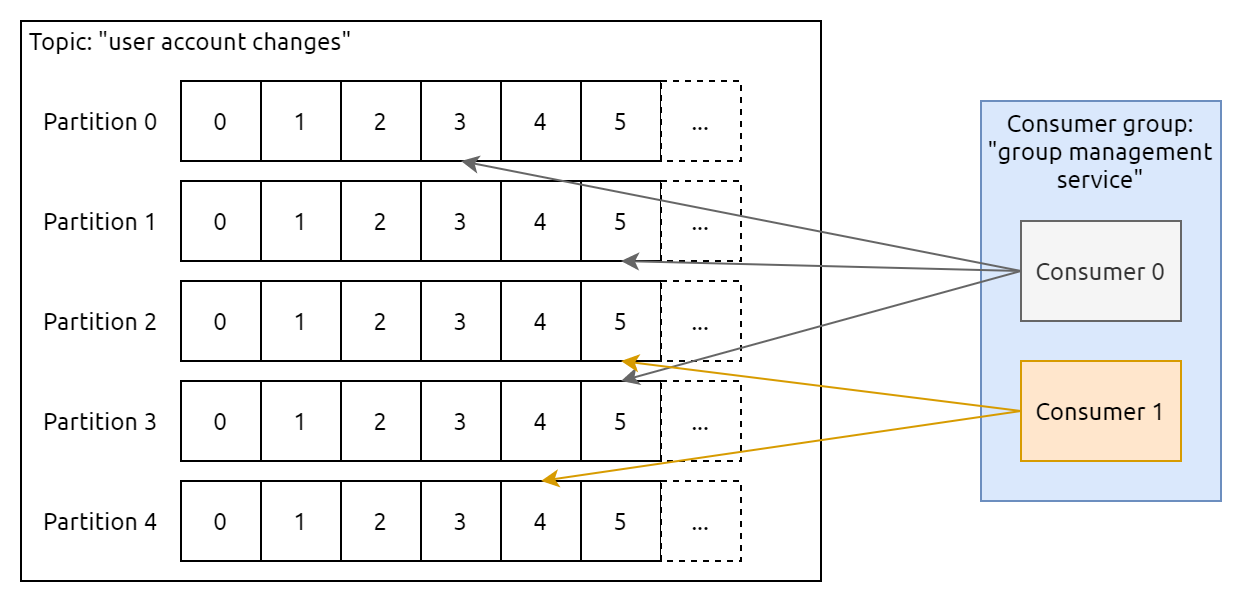 Topic: "user account changes"
Partition 0 0 1 2 3 4 5 ...
Partition 1 0 1 2 3 4 5 ...
Partition 2 0 1 2 3 4 5 ...
Partition 3 0 1 2 3 4 5 ...
Partition 4 0 1 2 3 4 5 ...
Consumer group:
"group management
service"
Consumer 0
Consumer 1